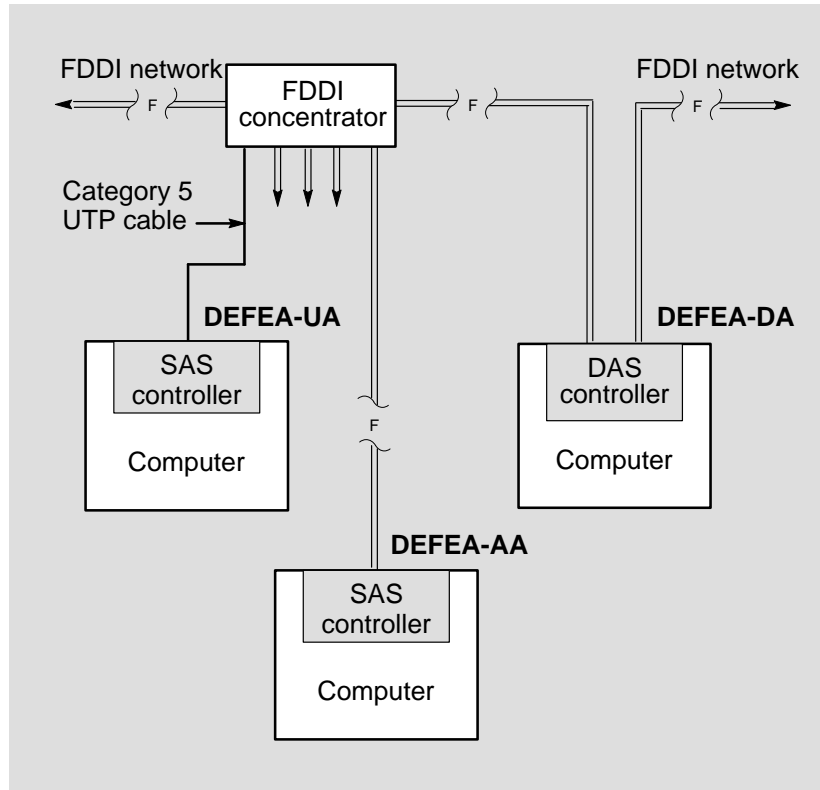 FDDI network
FDDI
concentrator
FDDI network
F
F
F
Category 5
UTP cable
DEFEA-UA
DEFEA-DA
SAS
controller
Computer
DAS
controller
Computer
F
DEFEA-AA
SAS
controller
Computer